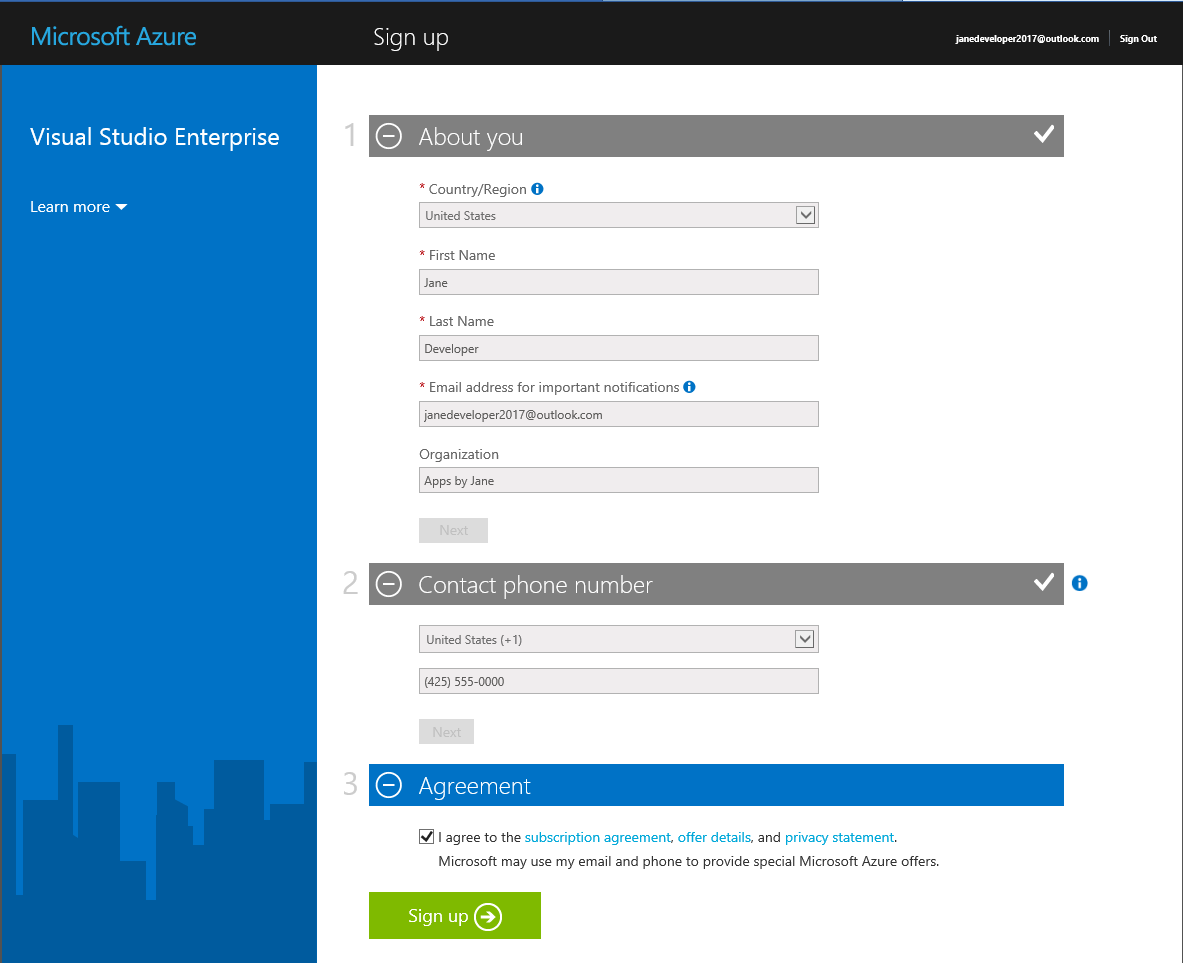 Microsoft Azure Sign up janedeveloper2017@outlook.com Sign Out
Visual Studio Enterprise
Learn more
1 About you
* Country/Region
United States
* First Name
Jane
* Last Name
Developer
* Email address for important notifications
janedeveloper2017@outlook.com
Organization
Apps by Jane
Next
2 Contact phone number
United States (+1)
(425) 555-0000
Next
3 Agreement
I agree to the subscription agreement, offer details, and privacy statement.
Microsoft may use my email and phone to provide special Microsoft Azure offers.
Sign up